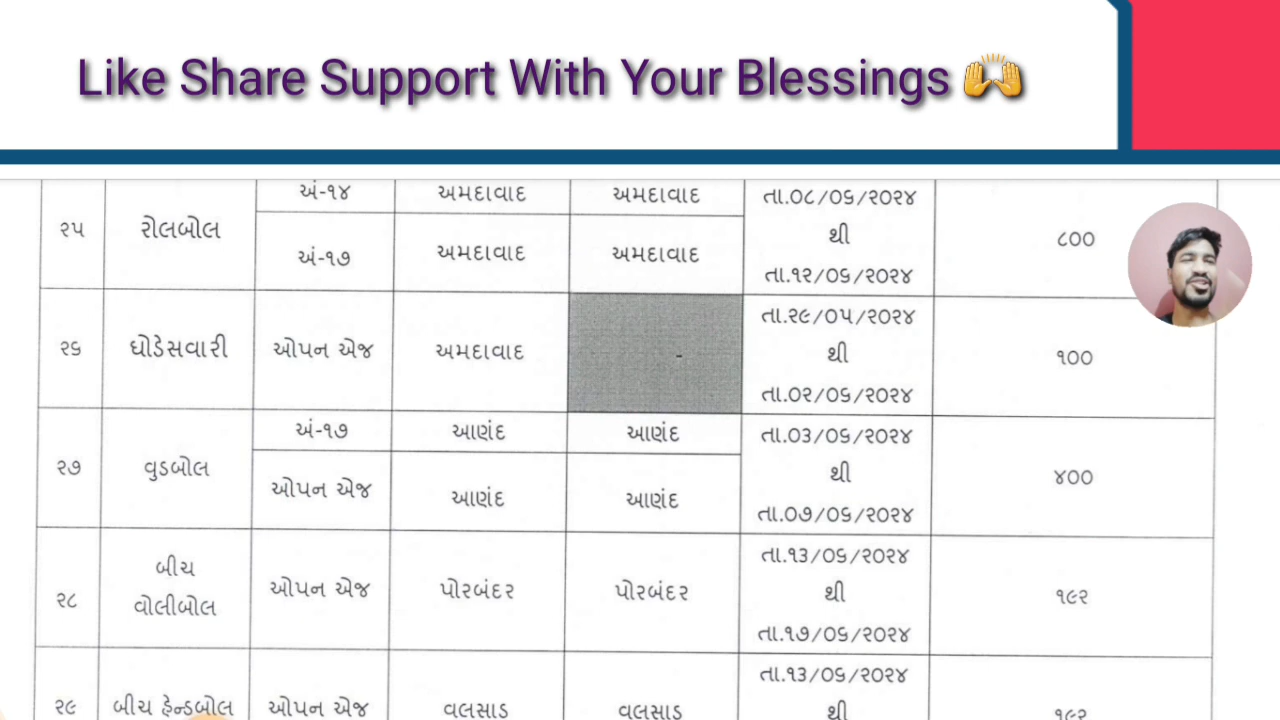 Like Share Support With Your Blessings 🙌
૨૫ રોલબોલ અં-૧૪ અમદાવાદ અમદાવાદ તા.૦૮/૦૬/૨૦૨૪ થી તા.૧૨/૦૬/૨૦૨૪ ૮૦૦
અં-૧૭ અમદાવાદ અમદાવાદ
૨૬ ઘોડેસવારી ઓપન એજ અમદાવાદ - તા.૨૯/૦૫/૨૦૨૪ થી તા.૦૨/૦૬/૨૦૨૪ ૧૦૦
૨૭ વુડબોલ અં-૧૭ આણંદ આણંદ તા.૦૩/૦૬/૨૦૨૪ થી તા.૦૭/૦૬/૨૦૨૪ ૪૦૦
ઓપન એજ આણંદ આણંદ
૨૮ બીચ વોલીબોલ ઓપન એજ પોરબંદર પોરબંદર તા.૧૩/૦૬/૨૦૨૪ થી તા.૧૭/૦૬/૨૦૨૪ ૧૯૨
૨૯ બીચ હેન્ડબોલ ઓપન એજ વલસાડ વલસાડ તા.૧૩/૦૬/૨૦૨૪ થી ૧૯૨